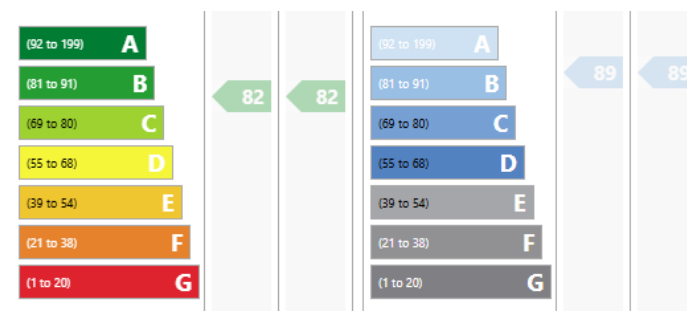 (92 to 199) A
(81 to 91) B
82 82
(69 to 80) C
(55 to 68) D
(39 to 54) E
(21 to 38) F
(1 to 20) G
(92 to 199) A
89 89
(81 to 91) B
(69 to 80) C
(55 to 68) D
(39 to 54) E
(21 to 38) F
(1 to 20) G